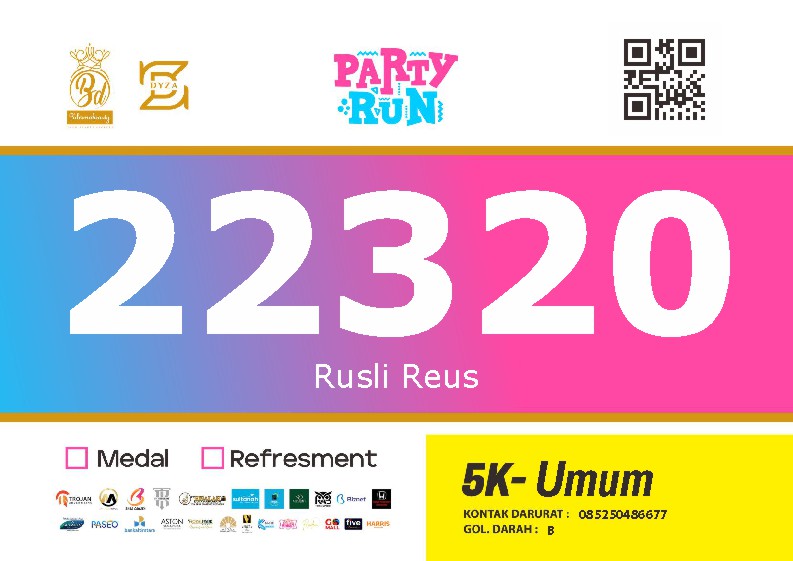 Bd
DYZA
PARTY
RUN
22320
Rusli Reus
Medal
Refresment
5K- Umum
KONTAK DARURAT : 085250486677
GOL. DARAH : B
TROJAN
Biznet
PASEO
ASTON
five
HARRIS